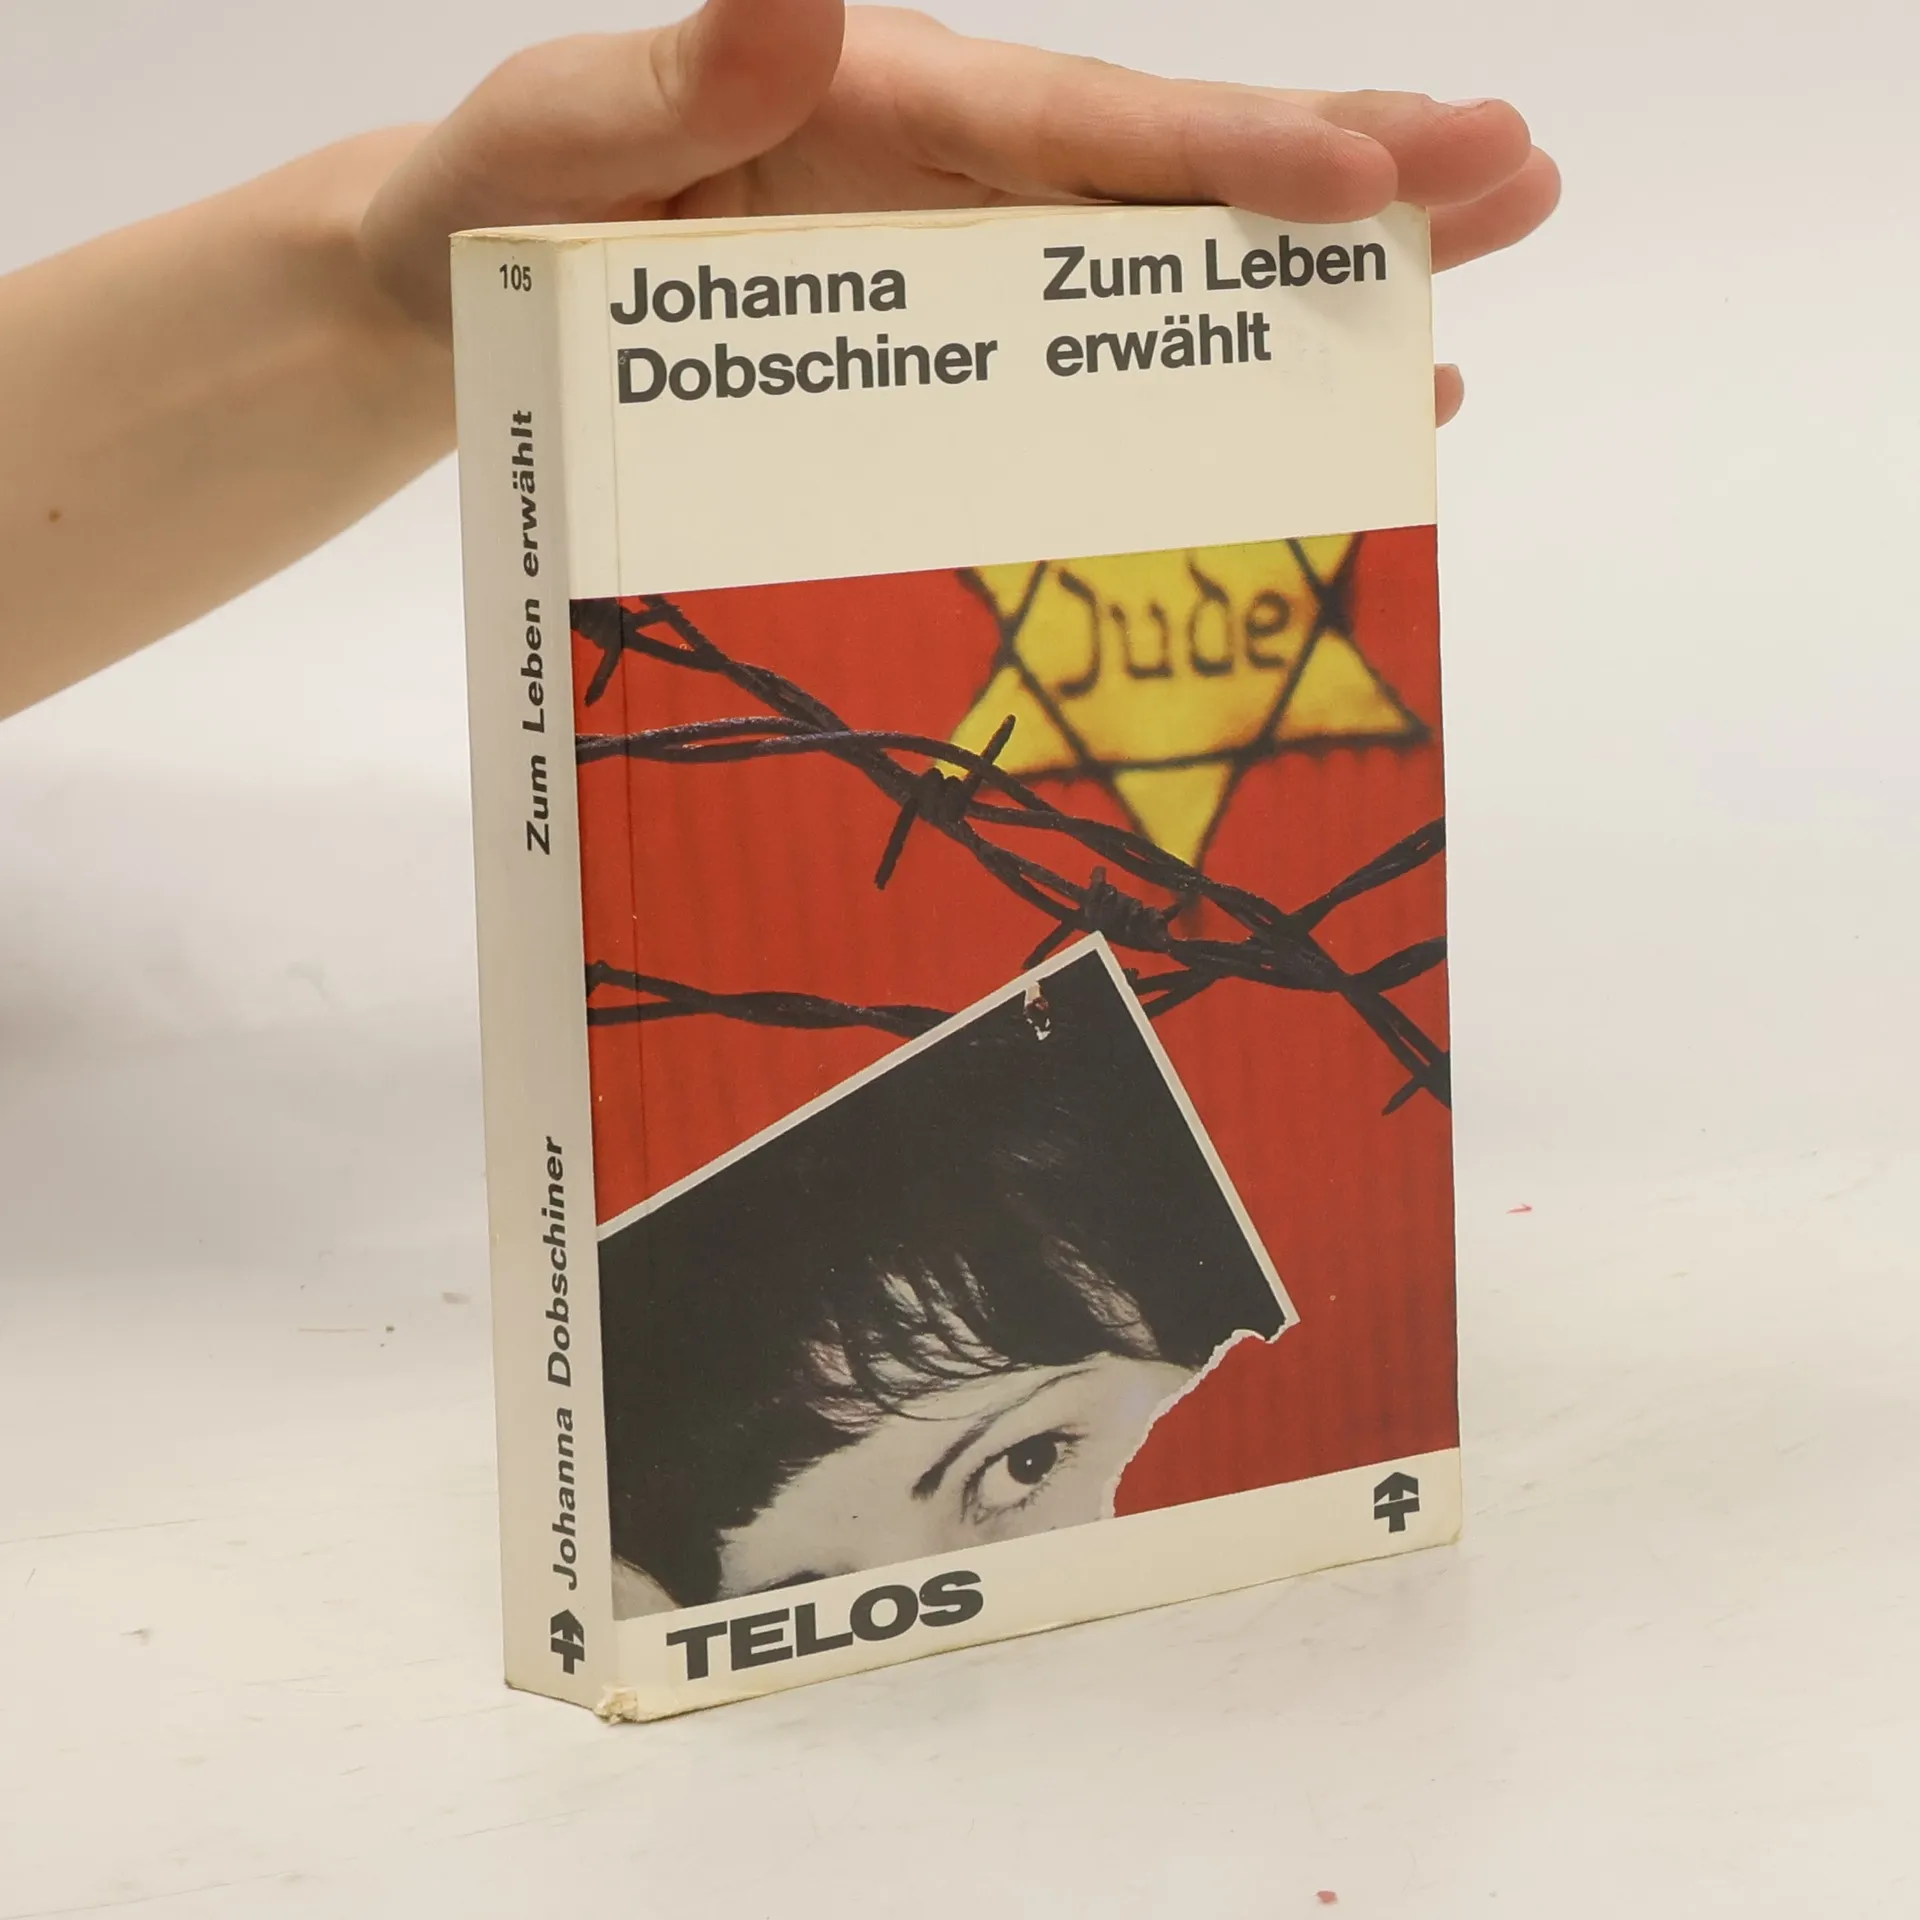 105
Zum Leben erwählt
Johanna Dobschiner
Johanna
Dobschiner
Zum Leben
erwählt
Jude
TELOS